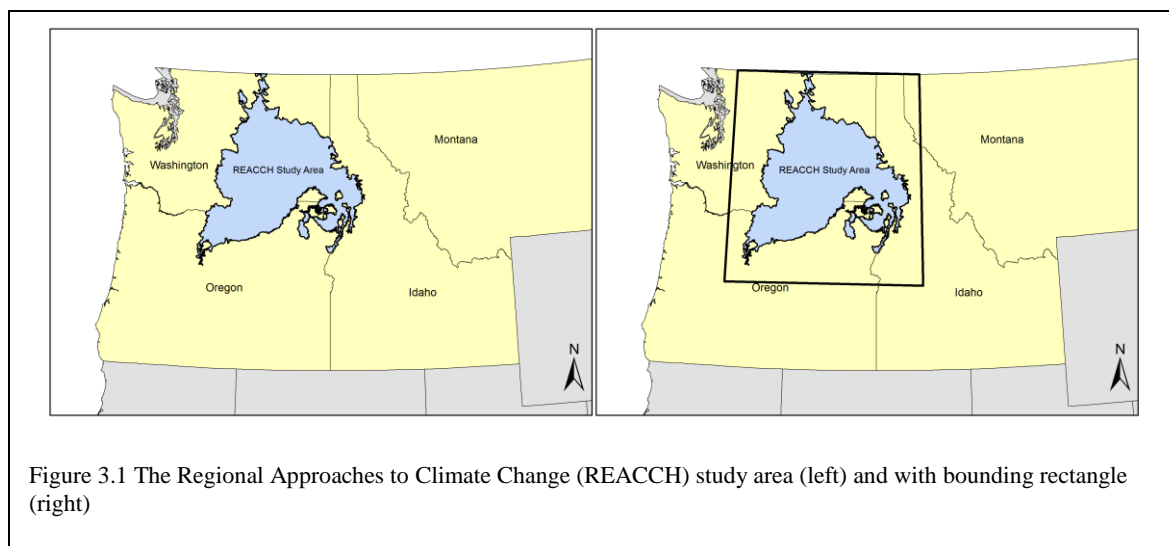 Montana
Washington
REACCH Study Area
Oregon
Idaho
N
Montana
Washington
REACCH Study Area
Oregon
Idaho
N
Figure 3.1 The Regional Approaches to Climate Change (REACCH) study area (left) and with bounding rectangle
(right)